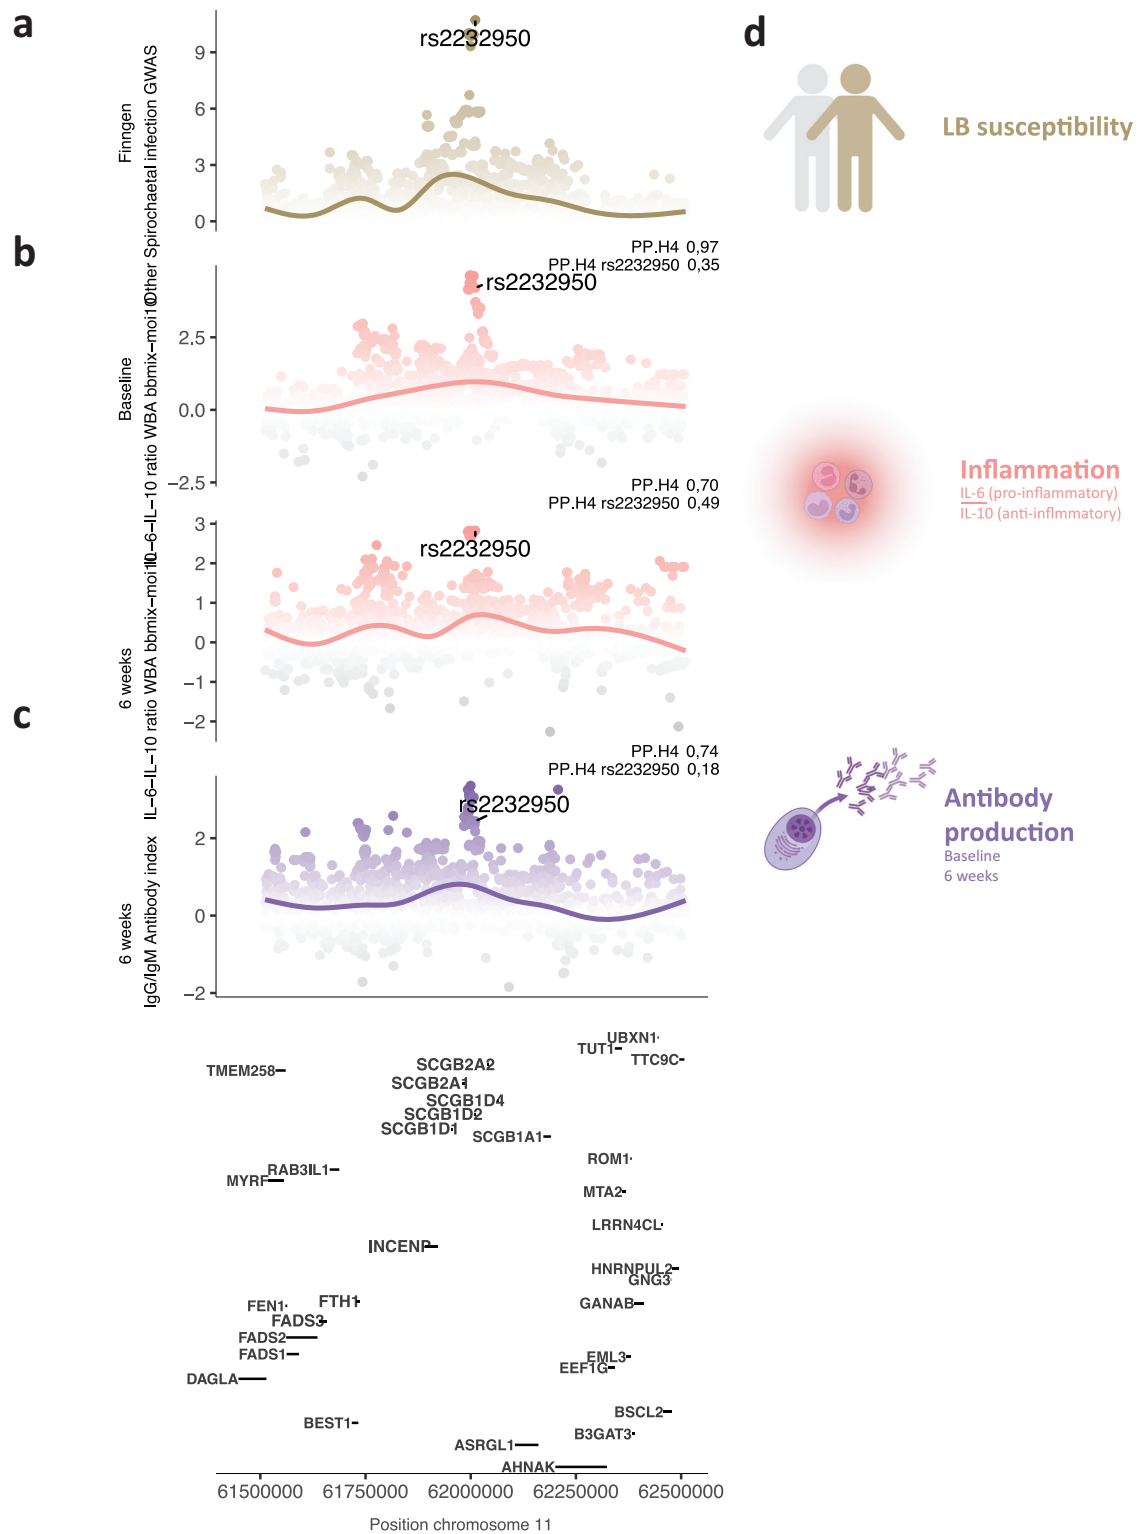 a
Finngen
Other Spirochaetal infection GWAS
9
6
3
0
rs2232950
d
LB susceptibility
b
PP.H4 0,97
PP.H4 rs2232950 0,35
Baseline
IL−6−IL−10 ratio WBA bbmix−moi10
2.5
0.0
−2.5
rs2232950
Inflammation
IL-6 (pro-inflammatory)
IL-10 (anti-inflmmatory)
PP.H4 0,70
PP.H4 rs2232950 0,49
6 weeks
IL−6−IL−10 ratio WBA bbmix−moi10
3
2
1
0
−1
−2
rs2232950
c
PP.H4 0,74
PP.H4 rs2232950 0,18
6 weeks
IgG/IgM Antibody index
2
0
−2
rs2232950
Antibody
production
Baseline
6 weeks
UBXN1
TUT1
TTC9C
SCGB2A2
TMEM258
SCGB2A1
SCGB1D4
SCGB1D2
SCGB1D1
SCGB1A1
ROM1
RAB3IL1
MYRF
MTA2
LRRN4CL
INCENP
HNRNPUL2
GNG3
FTH1
GANAB
FEN1
FADS3
FADS2
FADS1
EML3
EEF1G
DAGLA
BSCL2
BEST1
B3GAT3
ASRGL1
AHNAK
61500000 61750000 62000000 62250000 62500000
Position chromosome 11